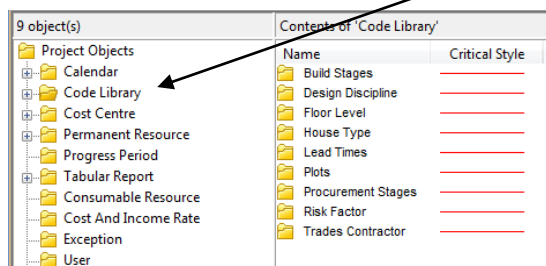 9 object(s)
Project Objects
Calendar
Code Library
Cost Centre
Permanent Resource
Progress Period
Tabular Report
Consumable Resource
Cost And Income Rate
Exception
User
Contents of 'Code Library'
Name Critical Style
Build Stages
Design Discipline
Floor Level
House Type
Lead Times
Plots
Procurement Stages
Risk Factor
Trades Contractor